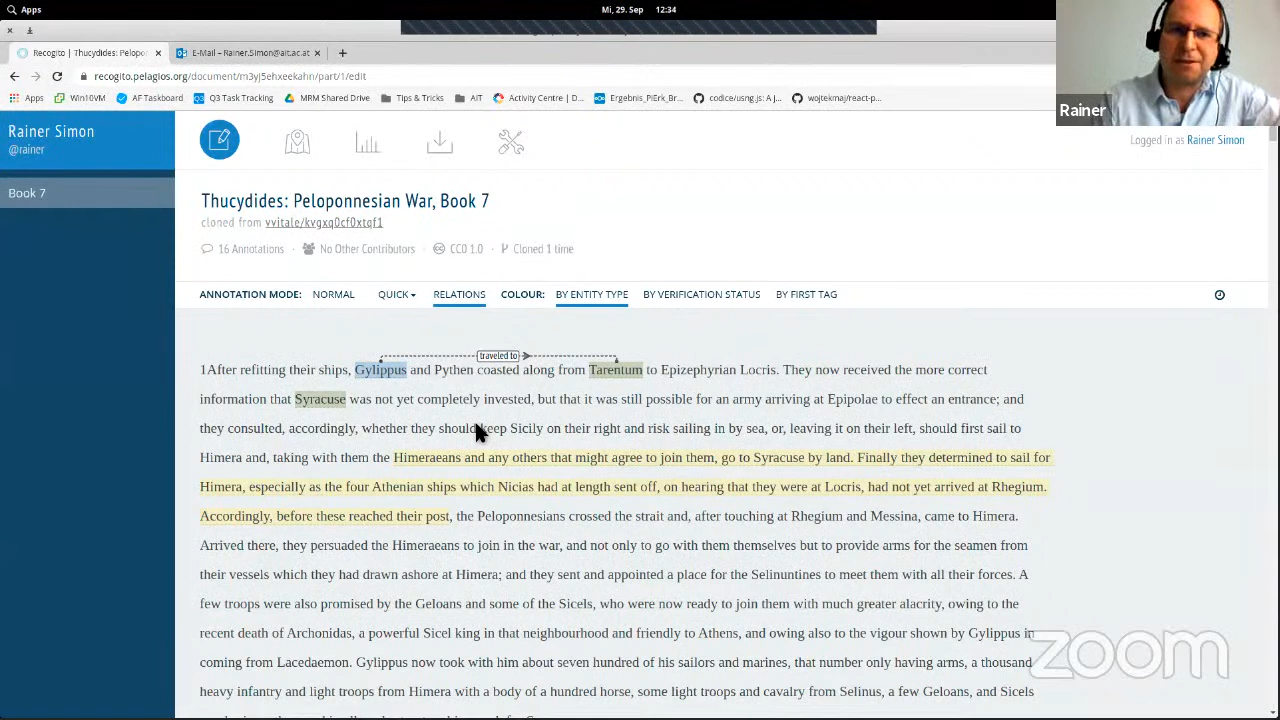 Apps
Mi, 29. Sep 12:34
Recogito | Thucydides: Pelopo
E-Mail – Rainer.Simon@ait.ac.at
recogito.pelagios.org/document/m3yj5ehxeekahn/part/1/edit
Apps Win10VM AF Taskboard Q3 Task Tracking MRM Shared Drive Tips & Tricks AIT Activity Centre | D... Ergebnis_PiErk_Br... codice/usng.js: A j... wojtekmaj/react-p...
Rainer
Rainer Simon
@rainer
Logged in as Rainer Simon
Book 7
Thucydides: Peloponnesian War, Book 7
cloned from vvitale/kvgxq0cf0xtqf1
16 Annotations · No Other Contributors · CC0 1.0 · Cloned 1 time
ANNOTATION MODE: NORMAL QUICK RELATIONS COLOUR: BY ENTITY TYPE BY VERIFICATION STATUS BY FIRST TAG
traveled to
1After refitting their ships, Gylippus and Pythen coasted along from Tarentum to Epizephyrian Locris. They now received the more correct
information that Syracuse was not yet completely invested, but that it was still possible for an army arriving at Epipolae to effect an entrance; and
they consulted, accordingly, whether they should keep Sicily on their right and risk sailing in by sea, or, leaving it on their left, should first sail to
Himera and, taking with them the Himeraeans and any others that might agree to join them, go to Syracuse by land. Finally they determined to sail for
Himera, especially as the four Athenian ships which Nicias had at length sent off, on hearing that they were at Locris, had not yet arrived at Rhegium.
Accordingly, before these reached their post, the Peloponnesians crossed the strait and, after touching at Rhegium and Messina, came to Himera.
Arrived there, they persuaded the Himeraeans to join in the war, and not only to go with them themselves but to provide arms for the seamen from
their vessels which they had drawn ashore at Himera; and they sent and appointed a place for the Selinuntines to meet them with all their forces. A
few troops were also promised by the Geloans and some of the Sicels, who were now ready to join them with much greater alacrity, owing to the
recent death of Archonidas, a powerful Sicel king in that neighbourhood and friendly to Athens, and owing also to the vigour shown by Gylippus in
coming from Lacedaemon. Gylippus now took with him about seven hundred of his sailors and marines, that number only having arms, a thousand
heavy infantry and light troops from Himera with a body of a hundred horse, some light troops and cavalry from Selinus, a few Geloans, and Sicels
zoom